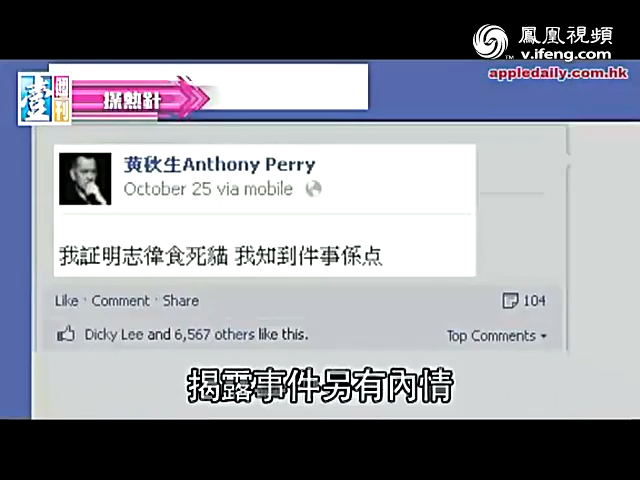 鳳凰視頻
v.ifeng.com
appledaily.com.hk
壹週刊
探熱針
黄秋生Anthony Perry
October 25 via mobile
我証明志偉食死貓 我知到件事係点
Like · Comment · Share
104
Dicky Lee and 6,567 others like this.
Top Comments
揭露事件另有內情